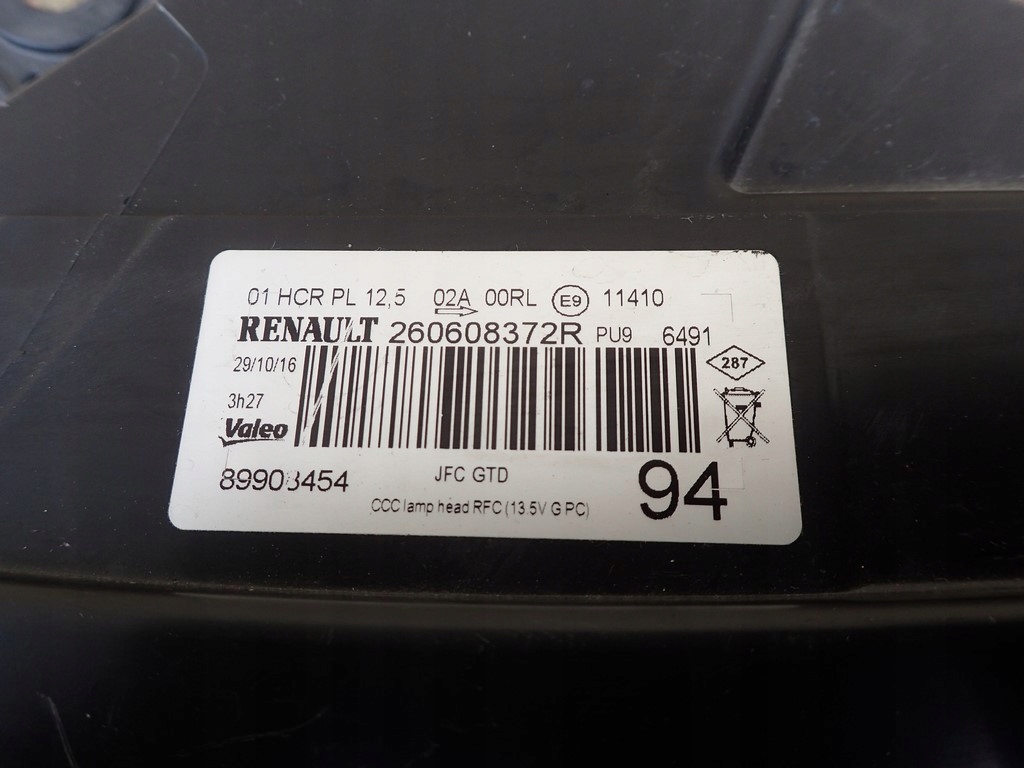 01 HCR PL 12,5 02A 00RL E9 11410
RENAULT 260608372R PU9 6491
29/10/16
287
3h27
Valeo
89903454
JFC GTD
94
CCC lamp head RFC (13.5V G PC)